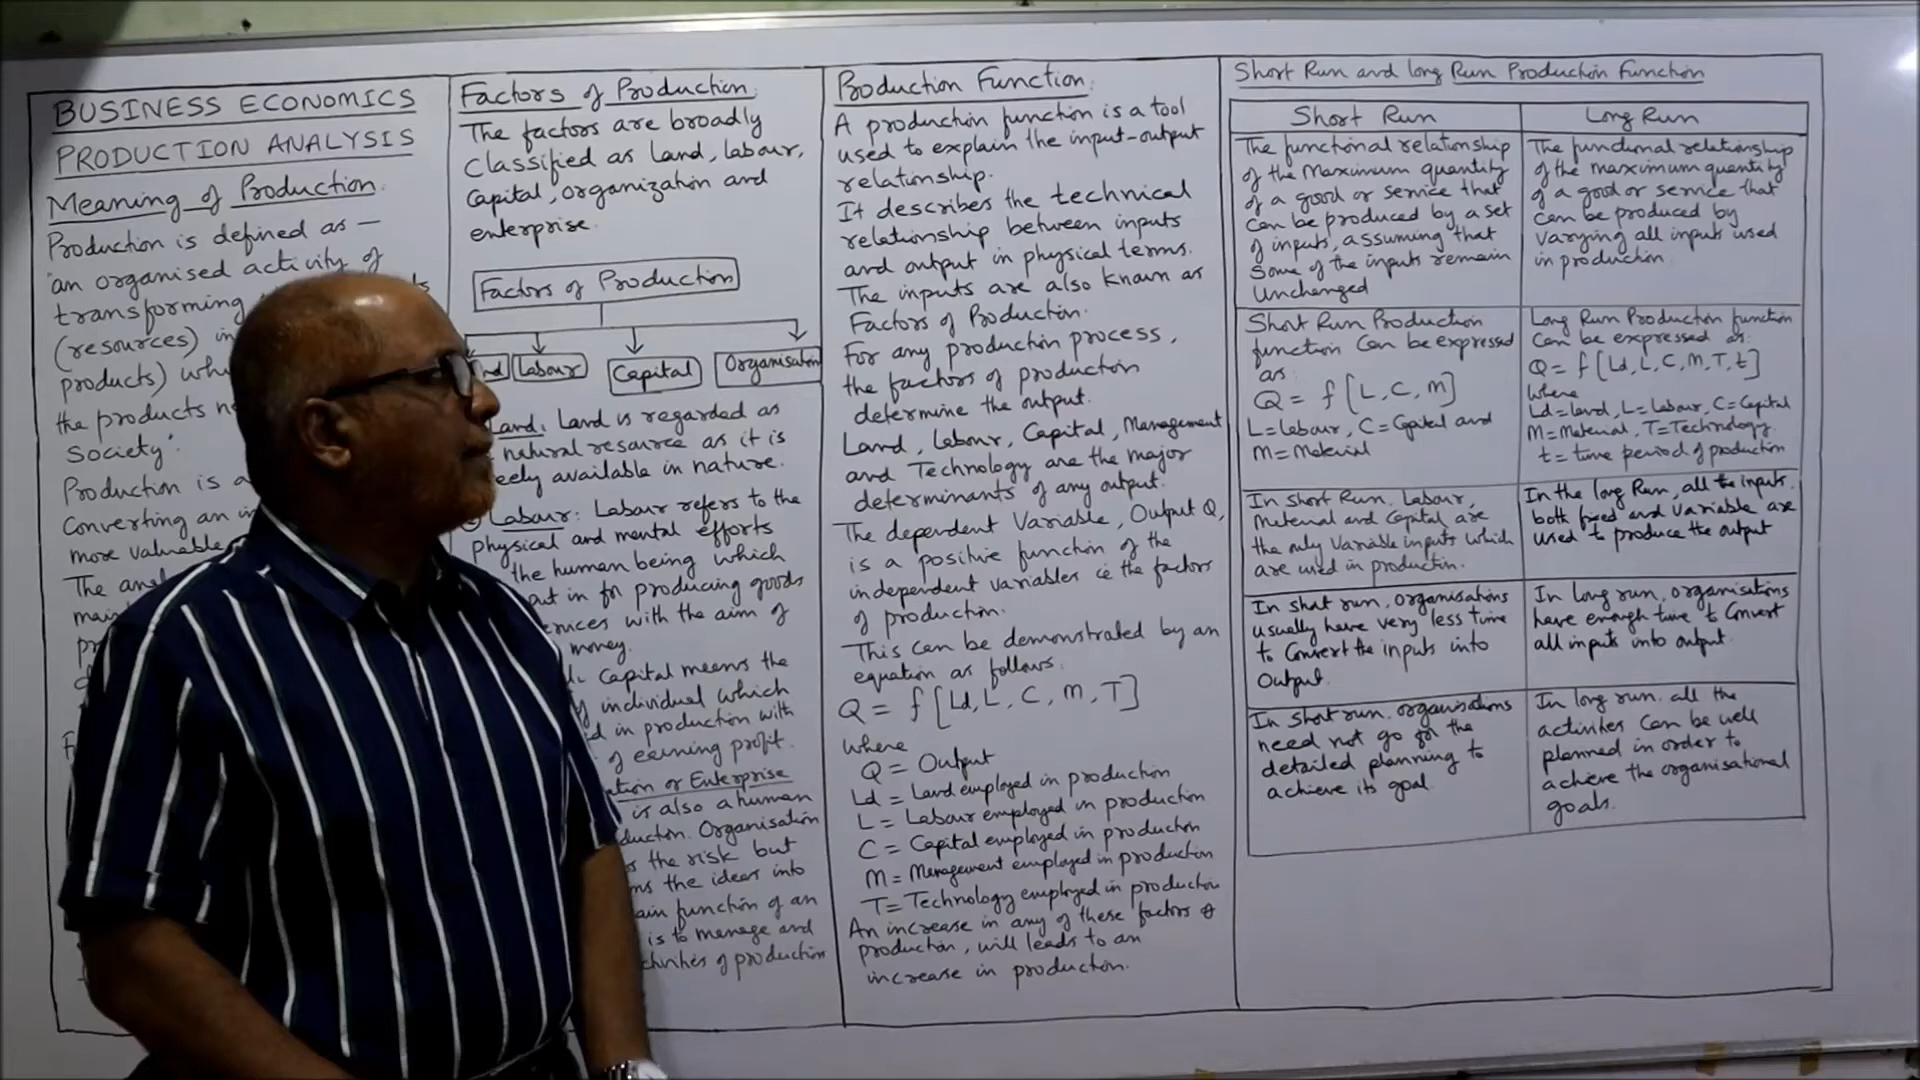 BUSINESS ECONOMICS
PRODUCTION ANALYSIS
Meaning of Production
Production is defined as —
"an organised activity of
transforming
(resources) in
products) whi
the products n
Society".
Production is a
Converting an in
more valuable
The anal
main
Factors of Production
The factors are broadly
Classified as land, labour,
Capital, organization and
enterprise.
Factors of Production
nd Labour Capital Organisation
Land: Land is regarded as
natural resource as it is
eely available in nature.
Labour: Labour refers to the
physical and mental efforts
the human being which
put in for producing goods
ervices with the aim of
money.
l: Capital means the
individual which
d in production with
of earning profit.
ation or Enterprise
is also a human
duction. Organisation
s the risk but
ms the ideas into
ain function of an
is to manage and
ctivities of production
Production Function
A production function is a tool
used to explain the input-output
relationship.
It describes the technical
relationship between inputs
and output in physical terms.
The inputs are also known as
Factors of Production.
For any production process,
the factors of production
determine the output.
Land, Labour, Capital, Management
and Technology are the major
determinants of any output.
The dependent Variable, Output Q,
is a positive function of the
independent variables ie the factors
of production.
This can be demonstrated by an
equation as follows.
Q = f [Ld, L, C, M, T]
where
Q = Output
Ld = Land employed in production
L = Labour employed in production
C = Capital employed in production
M = Management employed in production
T = Technology employed in production
An increase in any of these factors of
production, will leads to an
increase in production.
Short Run and long Run Production Function
Short Run
The functional relationship
of the maximum quantity
of a good or service that
can be produced by a set
of inputs, assuming that
some of the inputs remain
Unchanged
Long Run
The functional relationship
of the maximum quantity
of a good or service that
can be produced by
varying all inputs used
in production.
Short Run Production
function can be expressed
as
Q = f [L, C, M]
L = labour, C = Capital and
M = Material
Long Run Production function
can be expressed as:
Q = f [Ld, L, C, M, T, t]
where
Ld = land, L = Labour, C = Capital
M = Material, T = Technology
t = time period of production
In short Run, Labour,
Material and Capital are
the only variable inputs which
are used in production.
In the long Run, all the inputs
both fixed and variable are
used to produce the output
In short run, organisations
usually have very less time
to Convert the inputs into
Output.
In long run, organisations
have enough time to Convert
all inputs into output.
In short run, organisations
need not go for the
detailed planning to
achieve its goal
In long run, all the
activities can be well
planned in order to
achieve the organisational
goals.